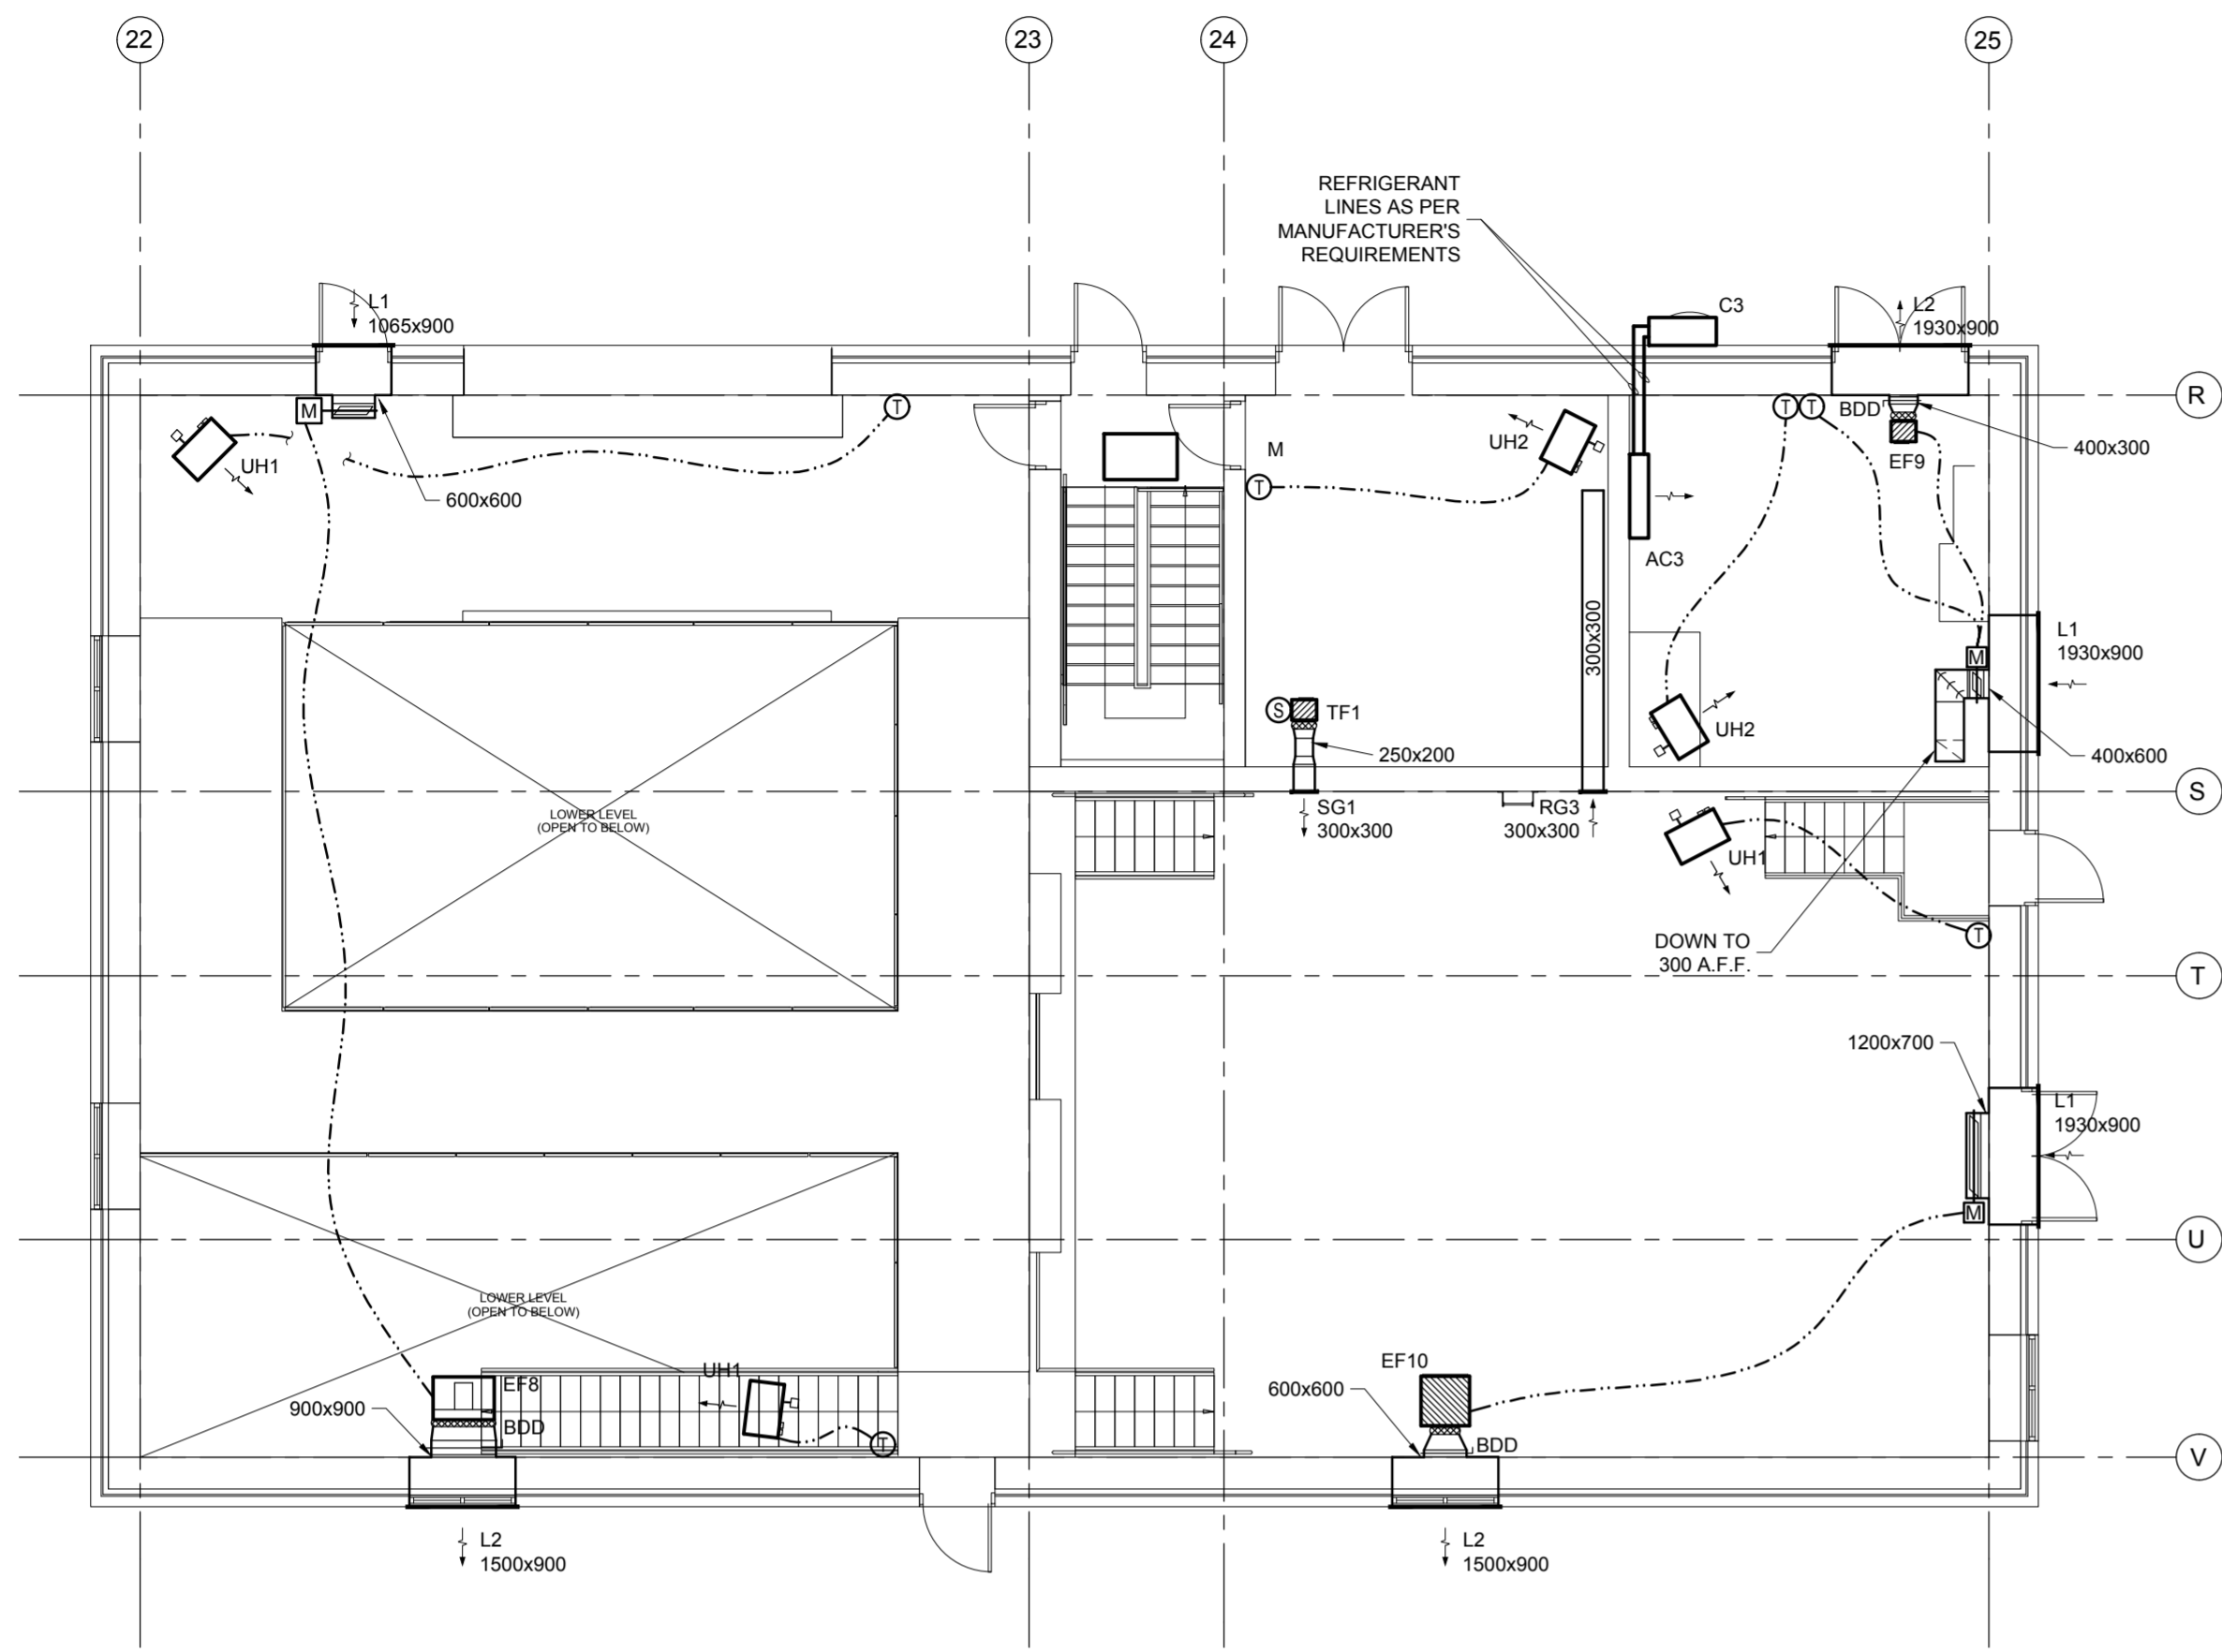 22
23
24
25
REFRIGERANT
LINES AS PER
MANUFACTURER'S
REQUIREMENTS
L1
1065x900
C3
L2
1930x900
R
M
T
T
T
BDD
400x300
UH1
600x600
UH2
M
T
EF9
AC3
300x300
L1
1930x900
M
S
TF1
250x200
UH2
400x600
S
SG1
300x300
RG3
300x300
LOWER LEVEL
(OPEN TO BELOW)
UH1
T
DOWN TO
300 A.F.F.
T
1200x700
L1
1930x900
M
U
LOWER LEVEL
(OPEN TO BELOW)
UH1
EF8
900x900
BDD
T
EF10
600x600
BDD
V
L2
1500x900
L2
1500x900